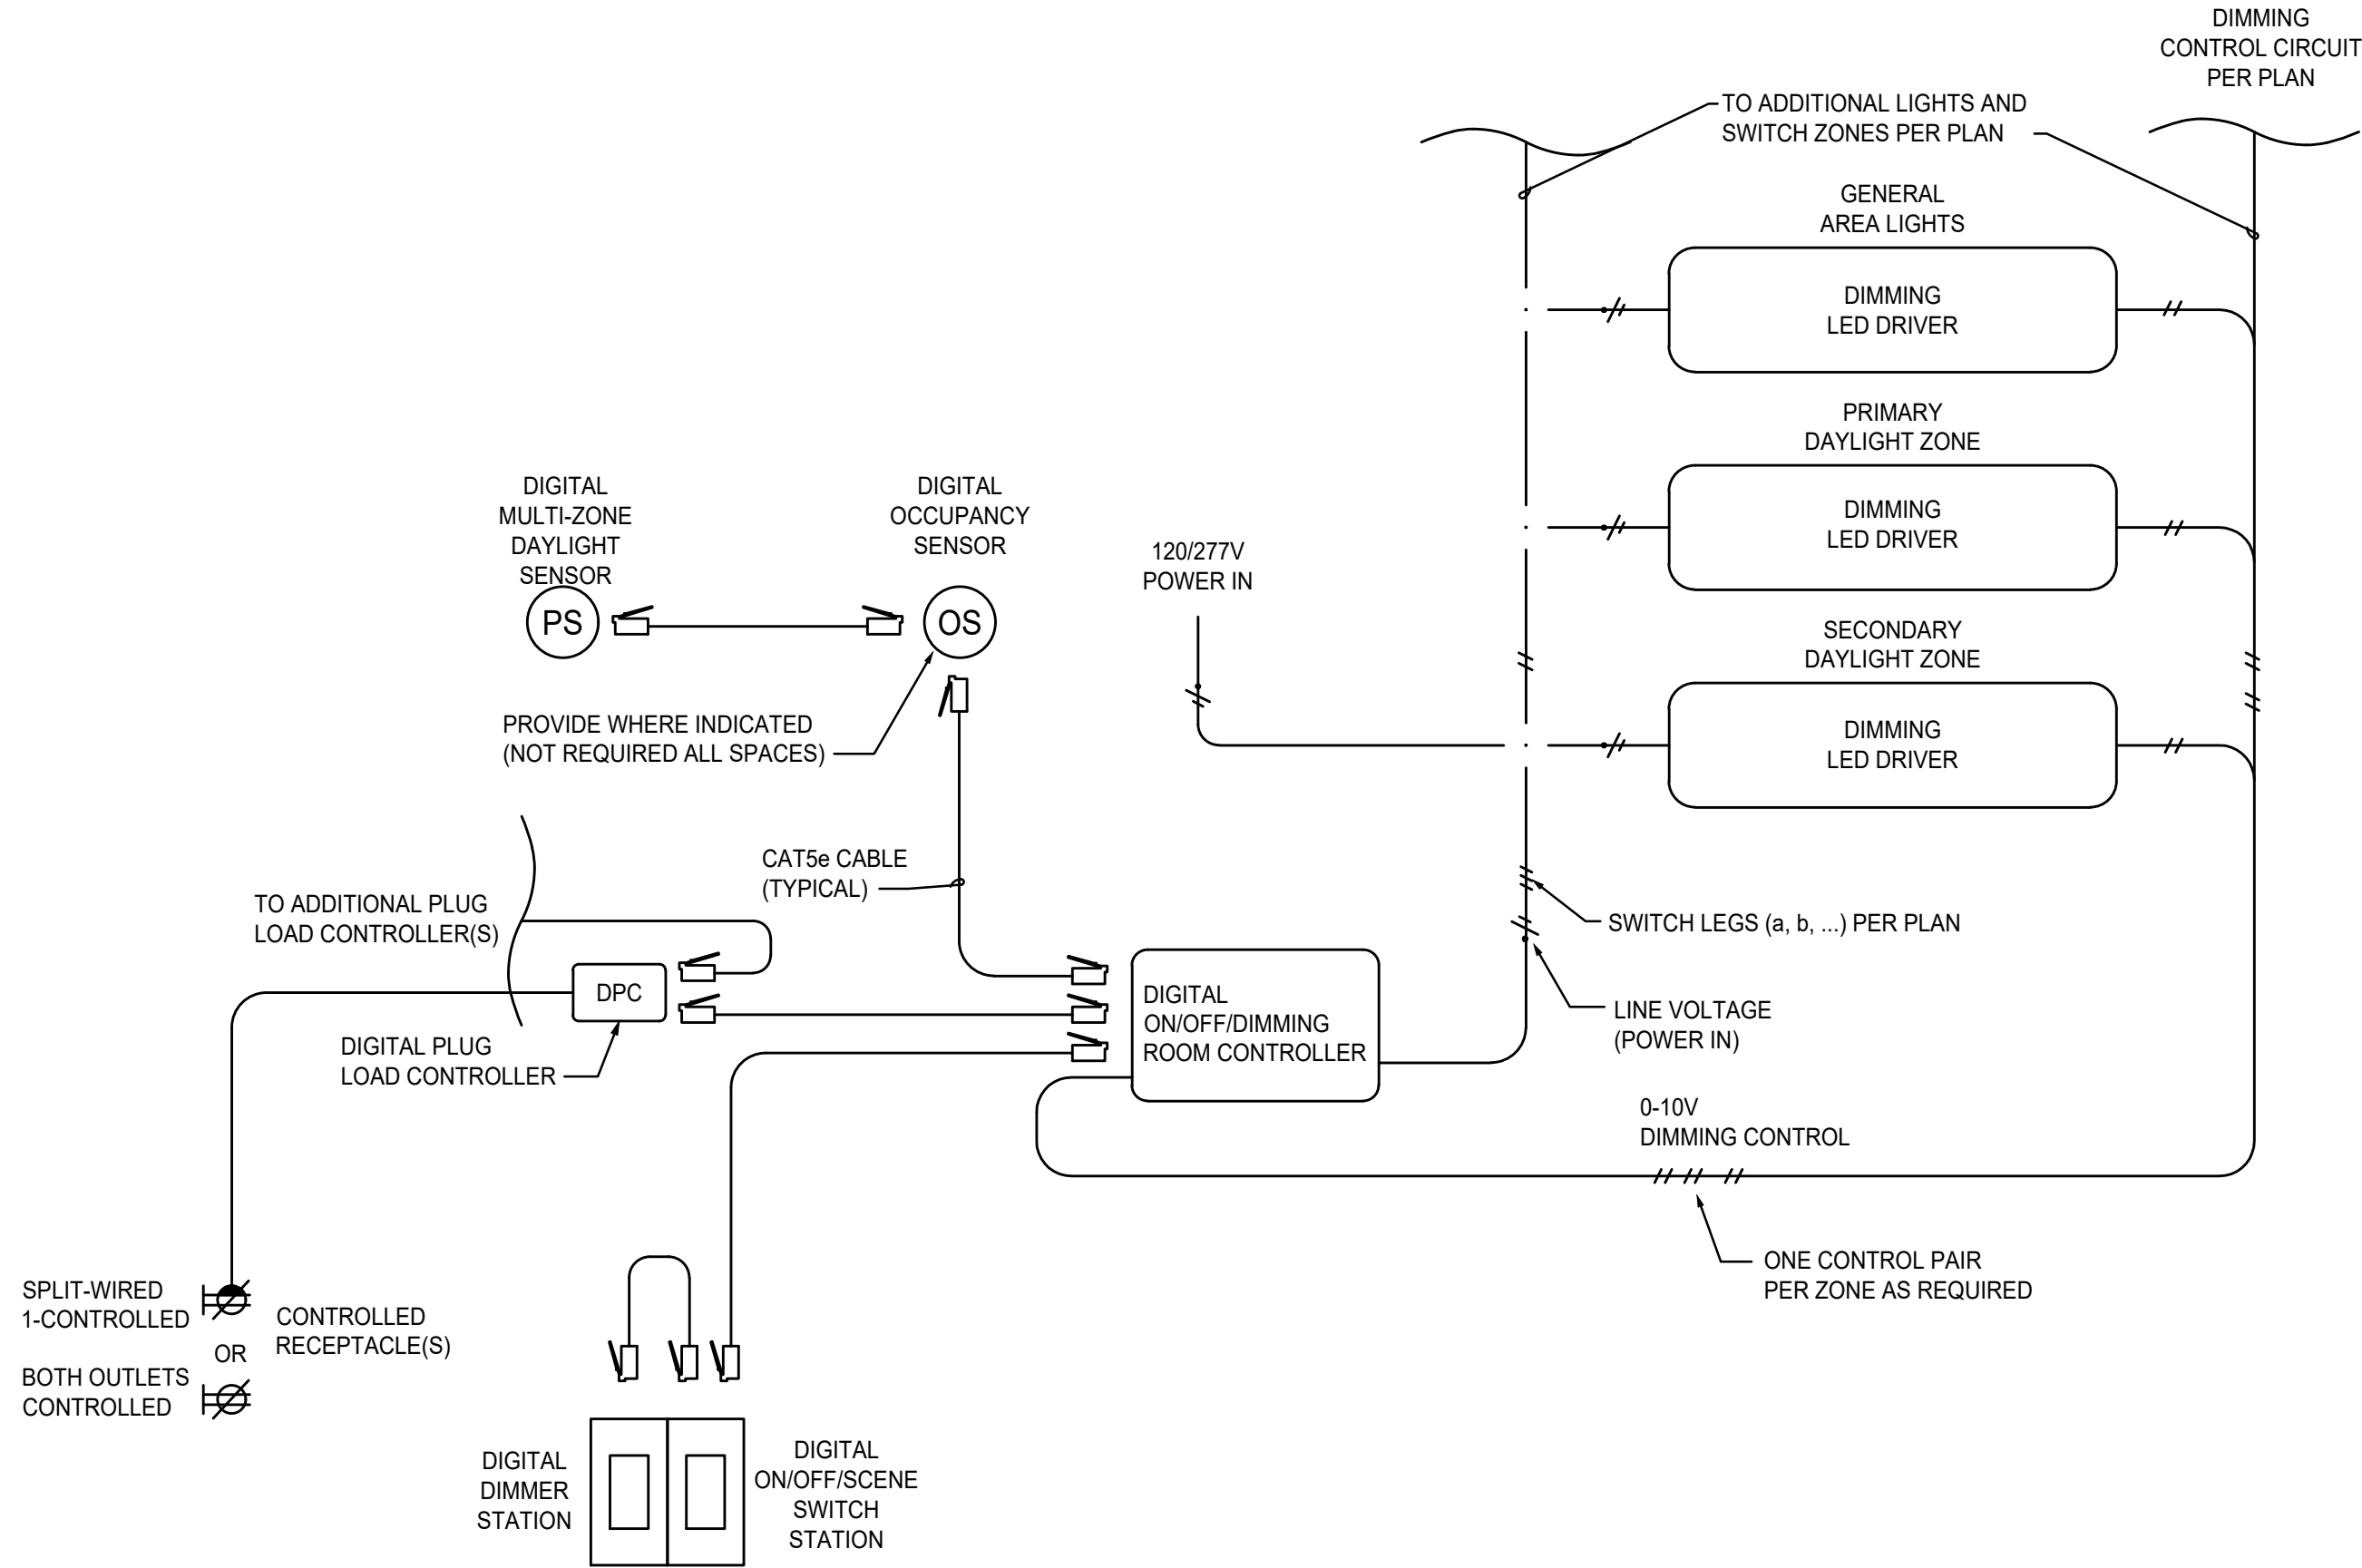 DIMMING
CONTROL CIRCUIT
PER PLAN
TO ADDITIONAL LIGHTS AND
SWITCH ZONES PER PLAN
GENERAL
AREA LIGHTS
DIMMING
LED DRIVER
PRIMARY
DAYLIGHT ZONE
DIMMING
LED DRIVER
SECONDARY
DAYLIGHT ZONE
DIMMING
LED DRIVER
DIGITAL
MULTI-ZONE
DAYLIGHT
SENSOR
PS
DIGITAL
OCCUPANCY
SENSOR
OS
120/277V
POWER IN
PROVIDE WHERE INDICATED
(NOT REQUIRED ALL SPACES)
CAT5e CABLE
(TYPICAL)
TO ADDITIONAL PLUG
LOAD CONTROLLER(S)
DPC
DIGITAL PLUG
LOAD CONTROLLER
DIGITAL
ON/OFF/DIMMING
ROOM CONTROLLER
SWITCH LEGS (a, b, ...) PER PLAN
LINE VOLTAGE
(POWER IN)
0-10V
DIMMING CONTROL
ONE CONTROL PAIR
PER ZONE AS REQUIRED
SPLIT-WIRED
1-CONTROLLED
OR
BOTH OUTLETS
CONTROLLED
CONTROLLED
RECEPTACLE(S)
DIGITAL
DIMMER
STATION
DIGITAL
ON/OFF/SCENE
SWITCH
STATION